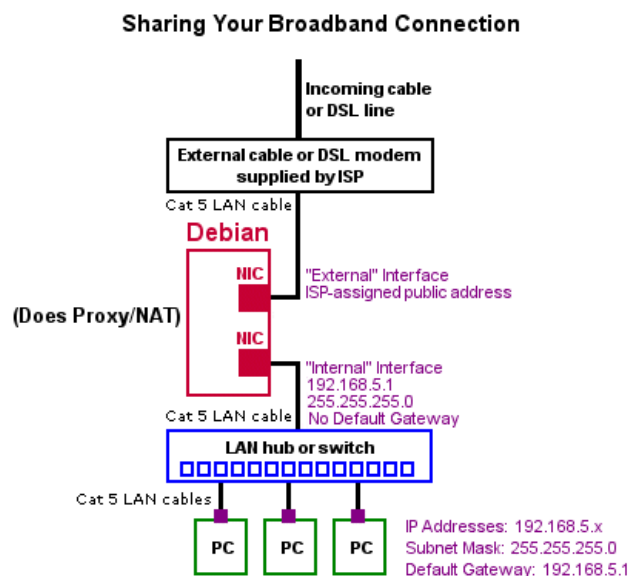 Sharing Your Broadband Connection
Incoming cable
or DSL line
External cable or DSL modem
supplied by ISP
Cat 5 LAN cable
Debian
NIC
"External" Interface
ISP-assigned public address
(Does Proxy/NAT)
NIC
"Internal" Interface
192.168.5.1
255.255.255.0
No Default Gateway
Cat 5 LAN cable
LAN hub or switch
Cat 5 LAN cables
PC
PC
PC
IP Addresses: 192.168.5.x
Subnet Mask: 255.255.255.0
Default Gateway: 192.168.5.1